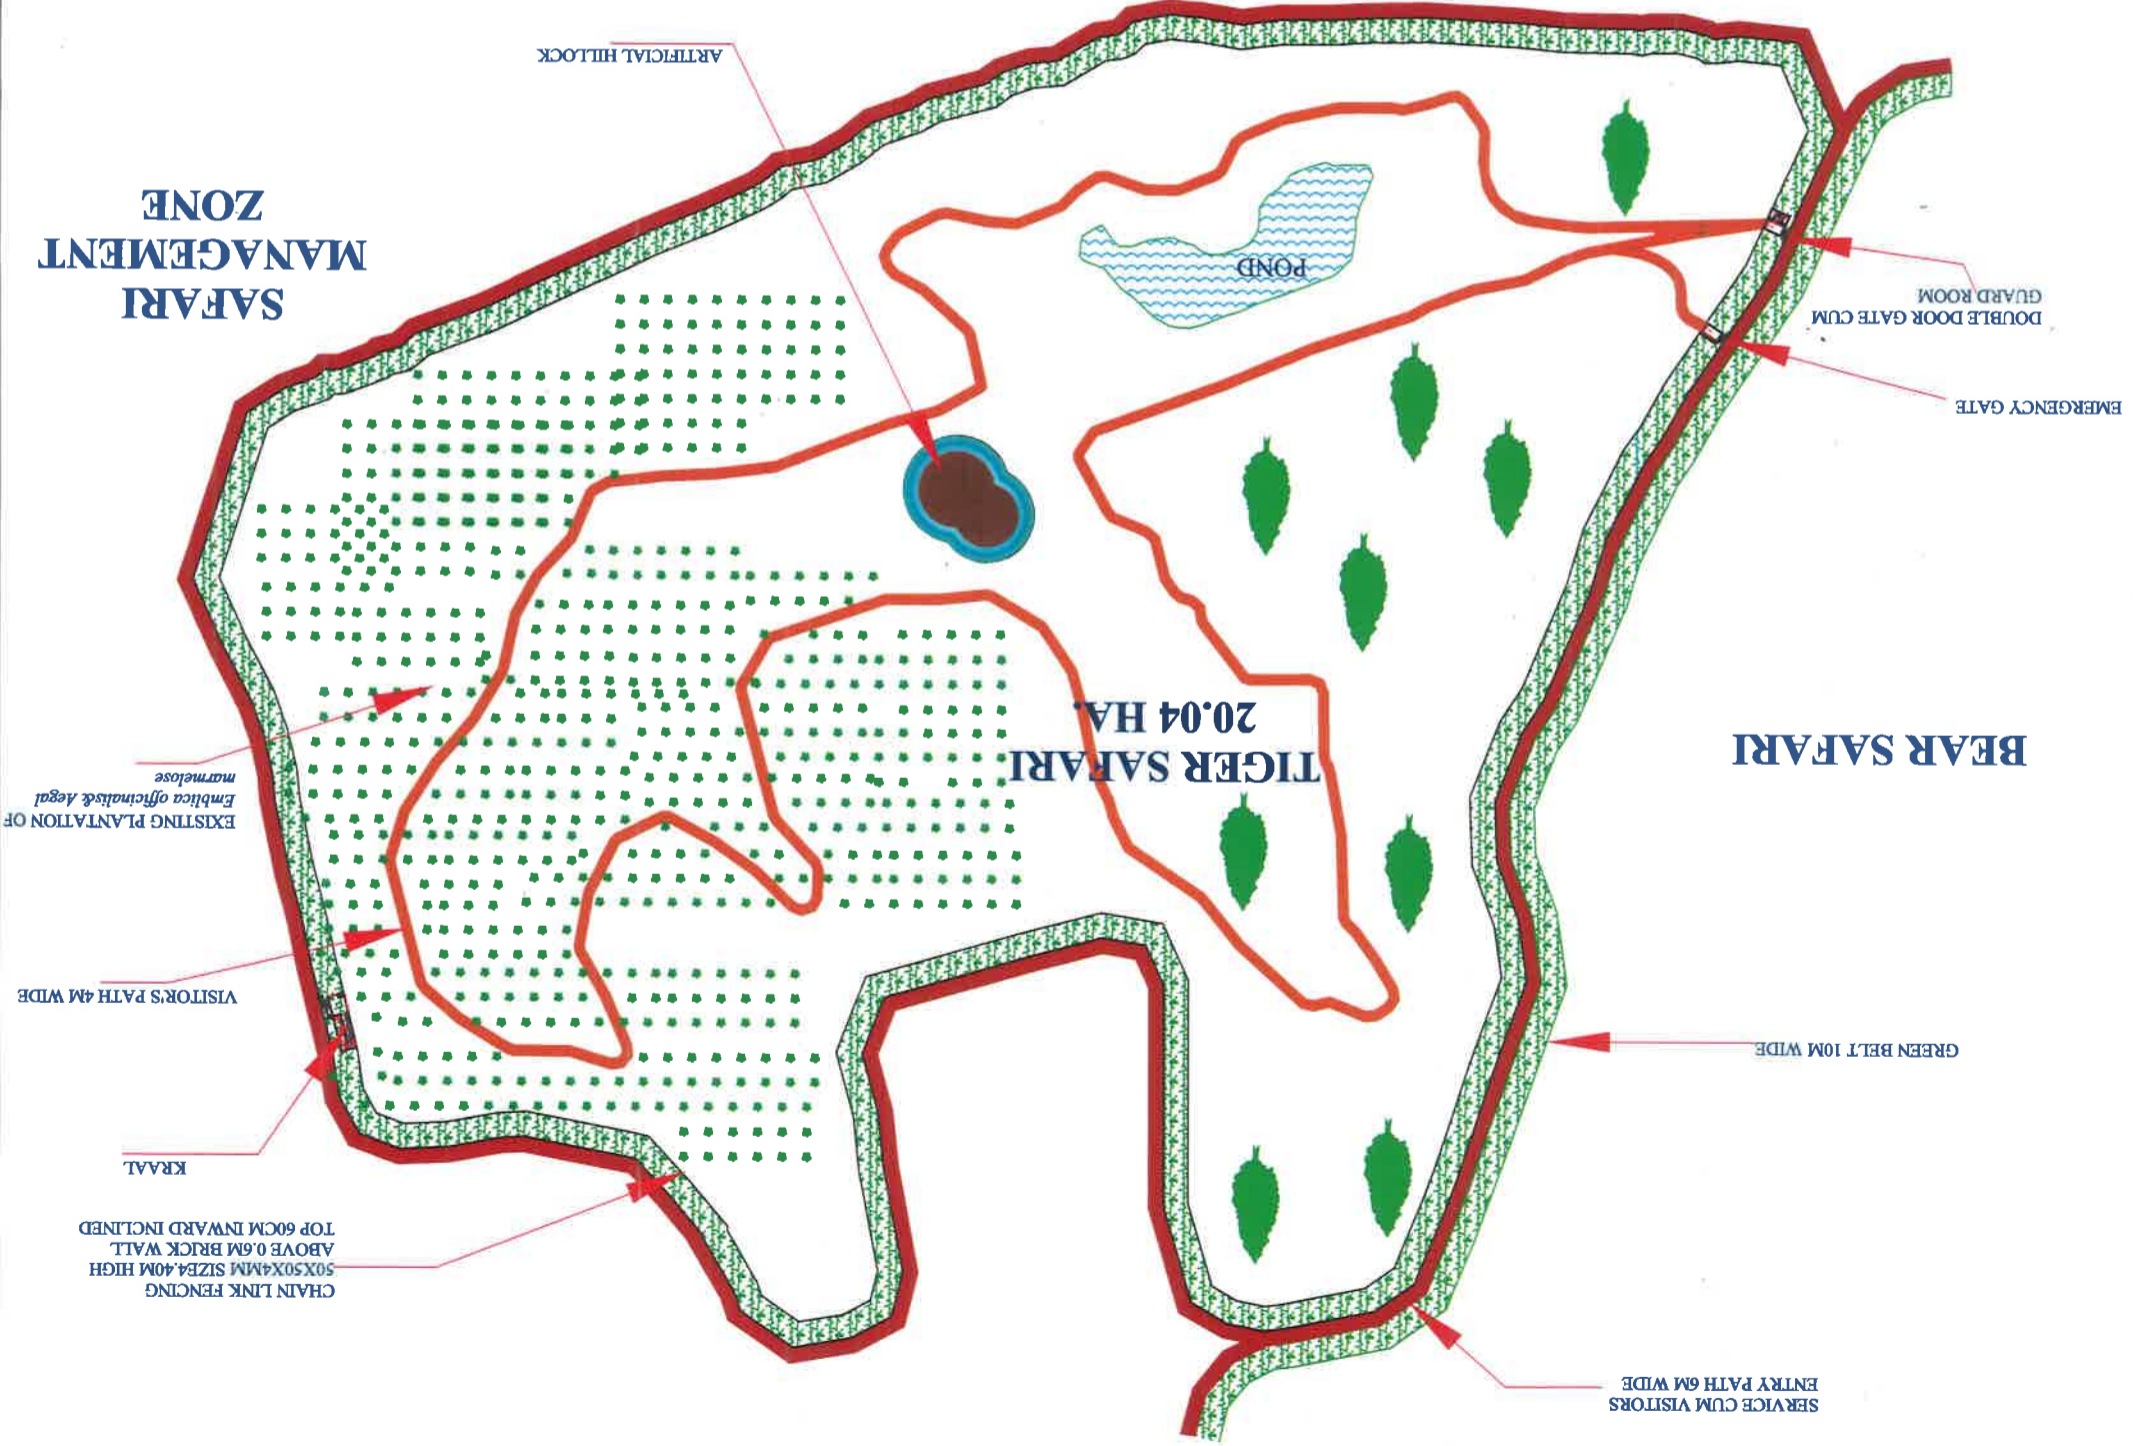 SERVICE CUM VISITORS
ENTRY PATH 6M WIDE
CHAIN LINK FENCING
50X50X4MM SIZE4.40M HIGH
ABOVE 0.6M BRICK WALL
TOP 60CM INWARD INCLINED
KRAAL
GREEN BELT 10M WIDE
VISITOR'S PATH 4M WIDE
EXISTING PLANTATION OF
Emblica officinalis& Aegal
marmelose
BEAR SAFARI
TIGER SAFARI
20.04 HA.
EMERGENCY GATE
DOUBLE DOOR GATE CUM
GUARD ROOM
POND
SAFARI
MANAGEMENT
ZONE
ARTIFICIAL HILLOCK